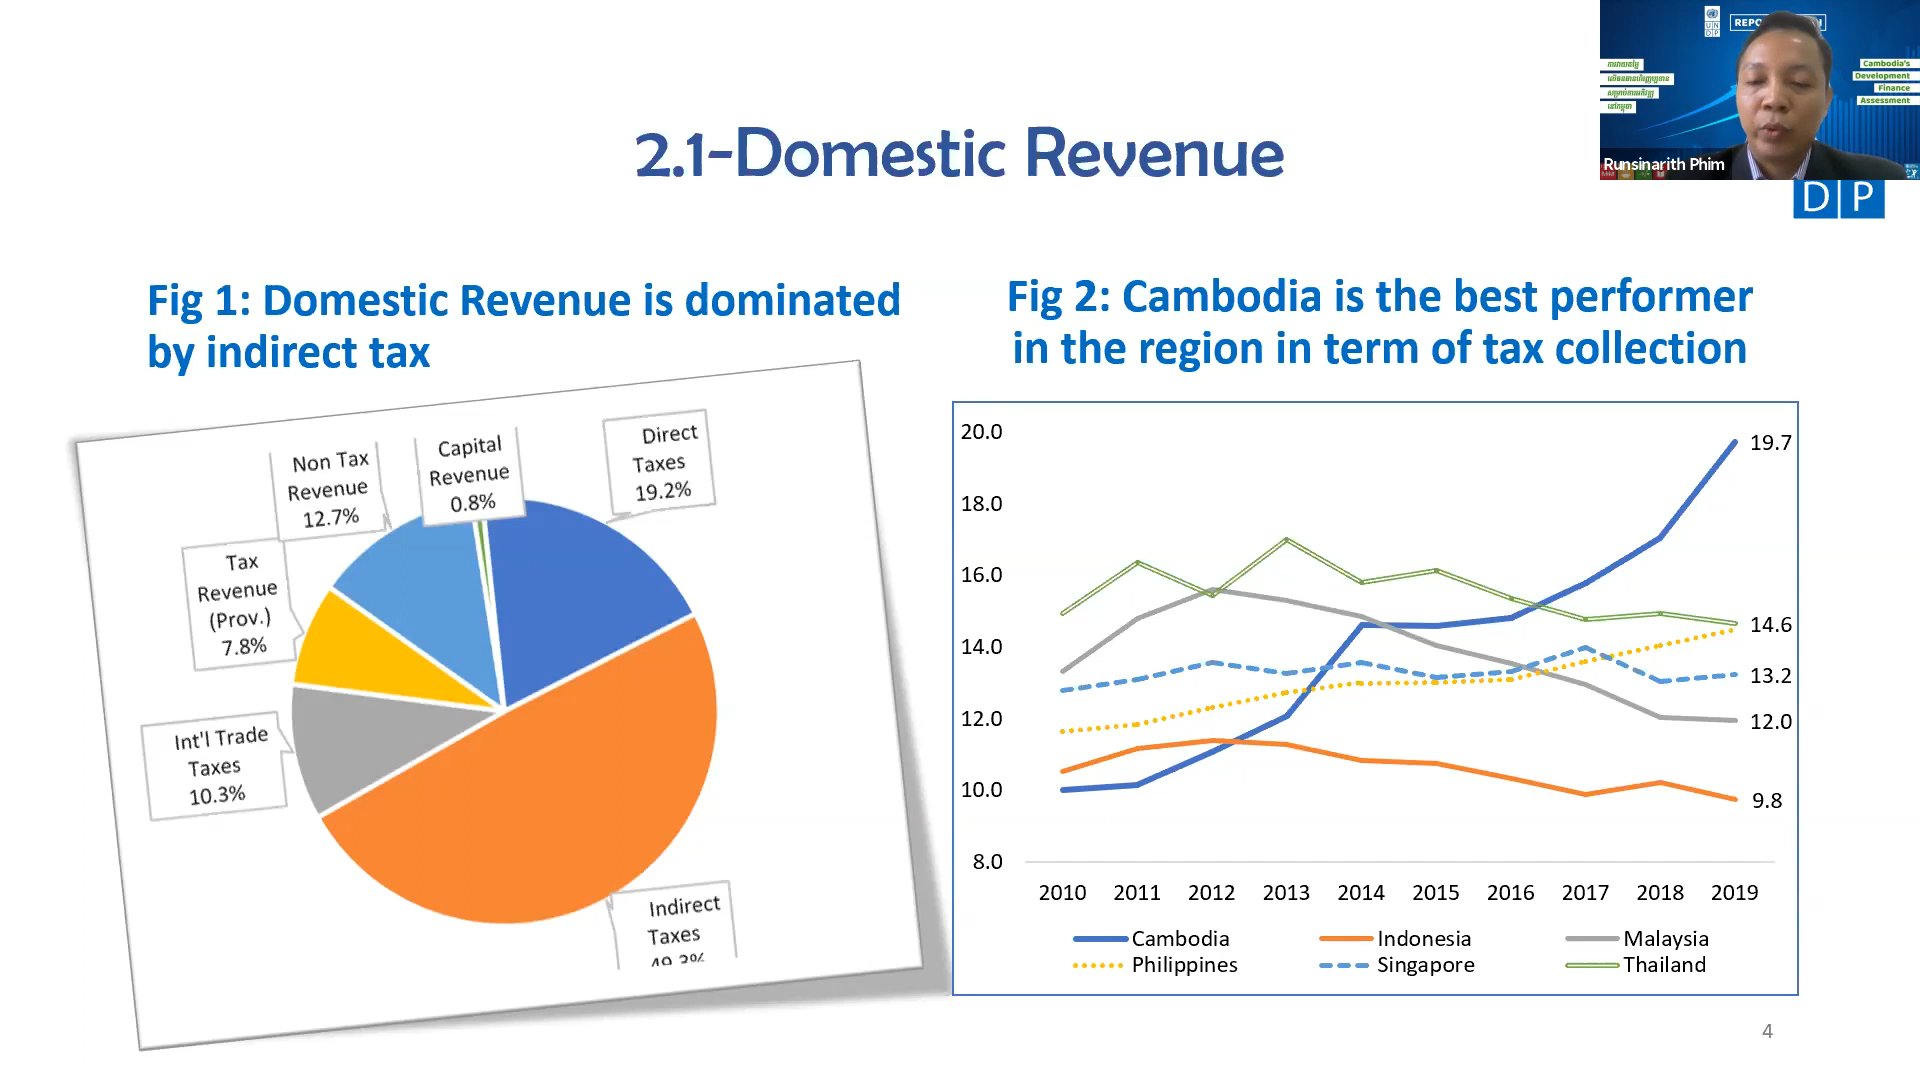 UN
DP
Cambodia's
Development
Finance
Assessment
Runsinarith Phim
D P
2.1-Domestic Revenue
Fig 1: Domestic Revenue is dominated
by indirect tax
Non Tax
Revenue
12.7%
Capital
Revenue
0.8%
Direct
Taxes
19.2%
Tax
Revenue
(Prov.)
7.8%
Int'l Trade
Taxes
10.3%
Indirect
Taxes
49.3%
Fig 2: Cambodia is the best performer
in the region in term of tax collection
20.0
18.0
16.0
14.0
12.0
10.0
8.0
19.7
14.6
13.2
12.0
9.8
2010 2011 2012 2013 2014 2015 2016 2017 2018 2019
Cambodia Indonesia Malaysia
Philippines Singapore Thailand
4